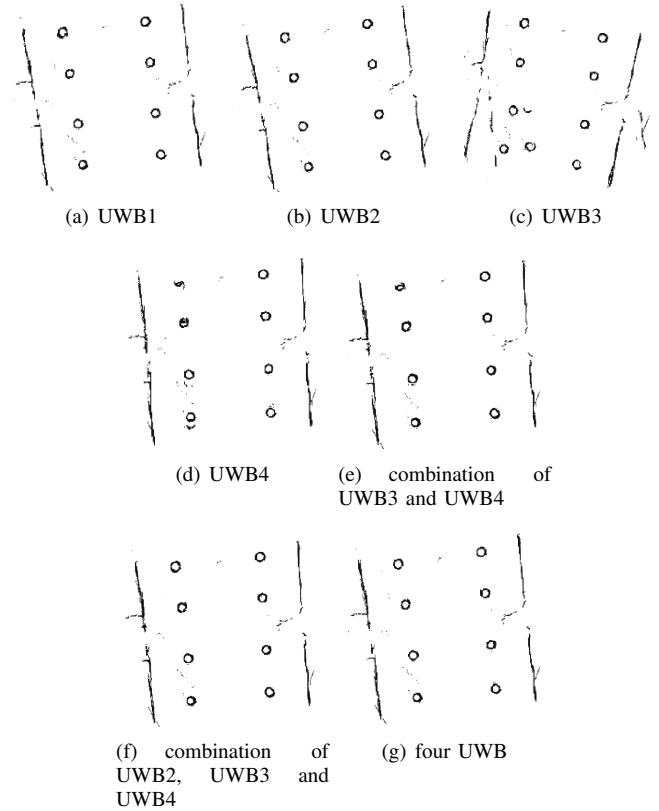 (a) UWB1
(b) UWB2
(c) UWB3
(d) UWB4
(e) combination of
UWB3 and UWB4
(f) combination of
UWB2, UWB3 and
UWB4
(g) four UWB